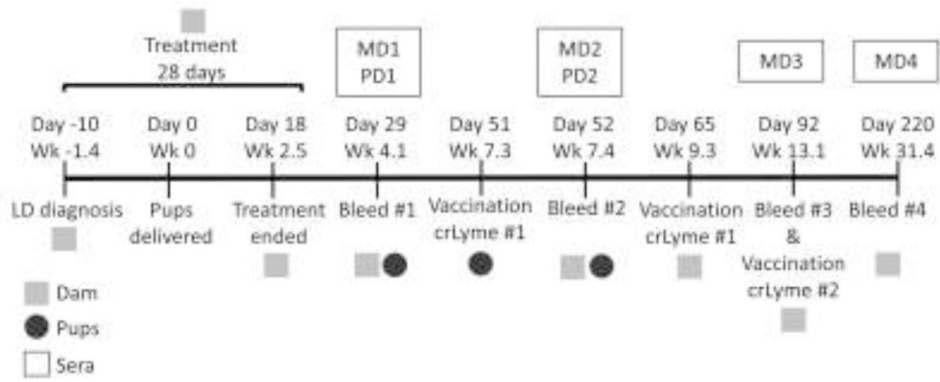 Treatment
28 days
MD1
PD1
MD2
PD2
MD3
MD4
Day -10
Wk -1.4
Day 0
Wk 0
Day 18
Wk 2.5
Day 29
Wk 4.1
Day 51
Wk 7.3
Day 52
Wk 7.4
Day 65
Wk 9.3
Day 92
Wk 13.1
Day 220
Wk 31.4
LD diagnosis
Pups
delivered
Treatment
ended
Bleed #1
Vaccination
crLyme #1
Bleed #2
Vaccination
crLyme #1
Bleed #3
&
Vaccination
crLyme #2
Bleed #4
Dam
Pups
Sera